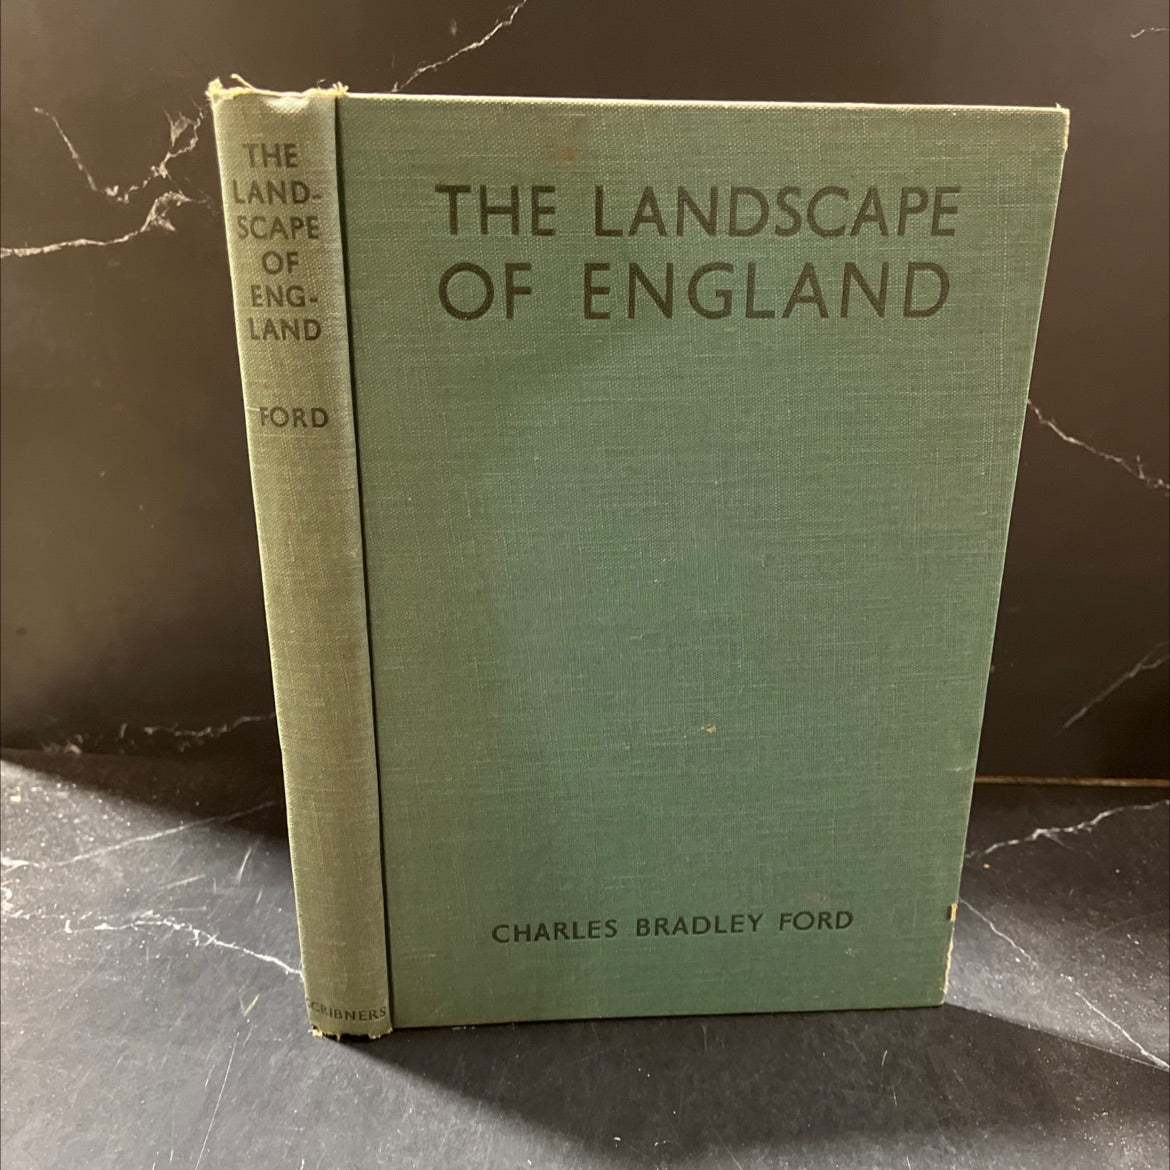 THE
LAND-
SCAPE
OF
ENG-
LAND
FORD
SCRIBNERS
THE LANDSCAPE
OF ENGLAND
CHARLES BRADLEY FORD